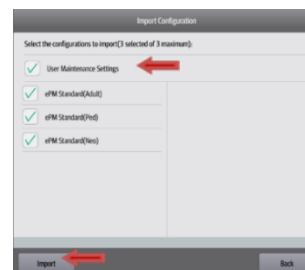 Import Configuration
Select the configurations to import(3 selected of 3 maximum):
User Maintenance Settings
ePM Standard(Adult)
ePM Standard(Ped)
ePM Standard(Neo)
Import
Back